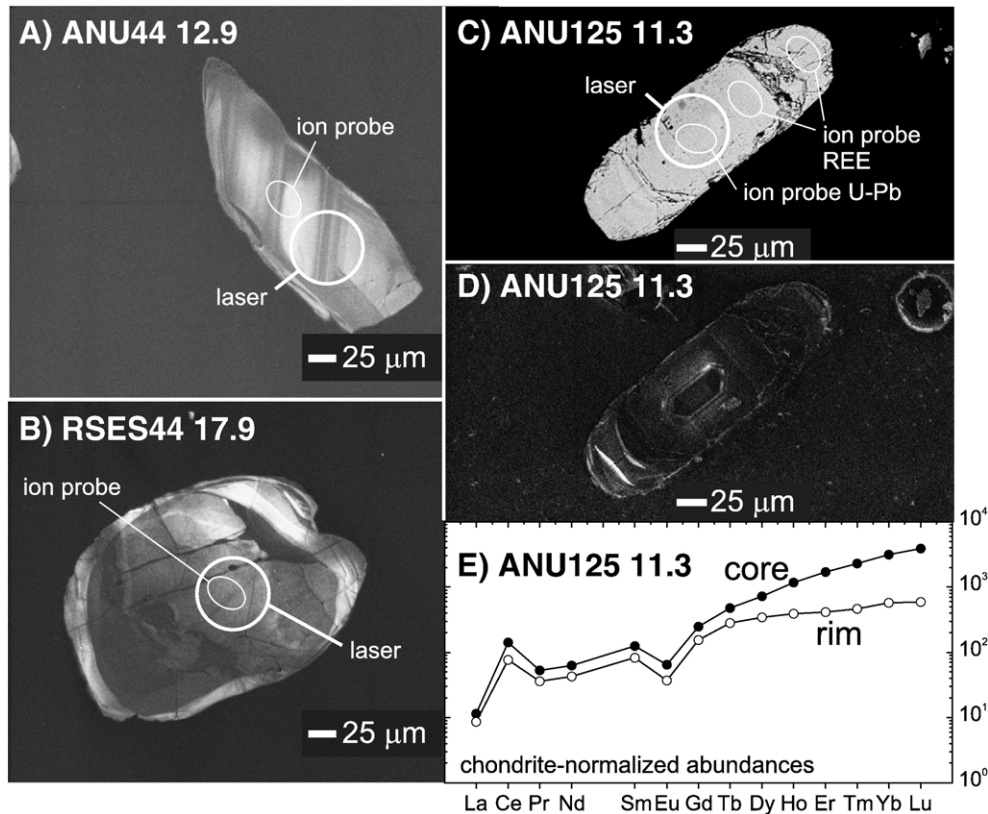 A) ANU44 12.9
ion probe
laser
25 μm
B) RSES44 17.9
ion probe
laser
25 μm
C) ANU125 11.3
laser
ion probe
REE
ion probe U-Pb
25 μm
D) ANU125 11.3
25 μm
E) ANU125 11.3
core
rim
chondrite-normalized abundances
10⁴
10³
10²
10¹
10⁰
La Ce Pr Nd Sm Eu Gd Tb Dy Ho Er Tm Yb Lu